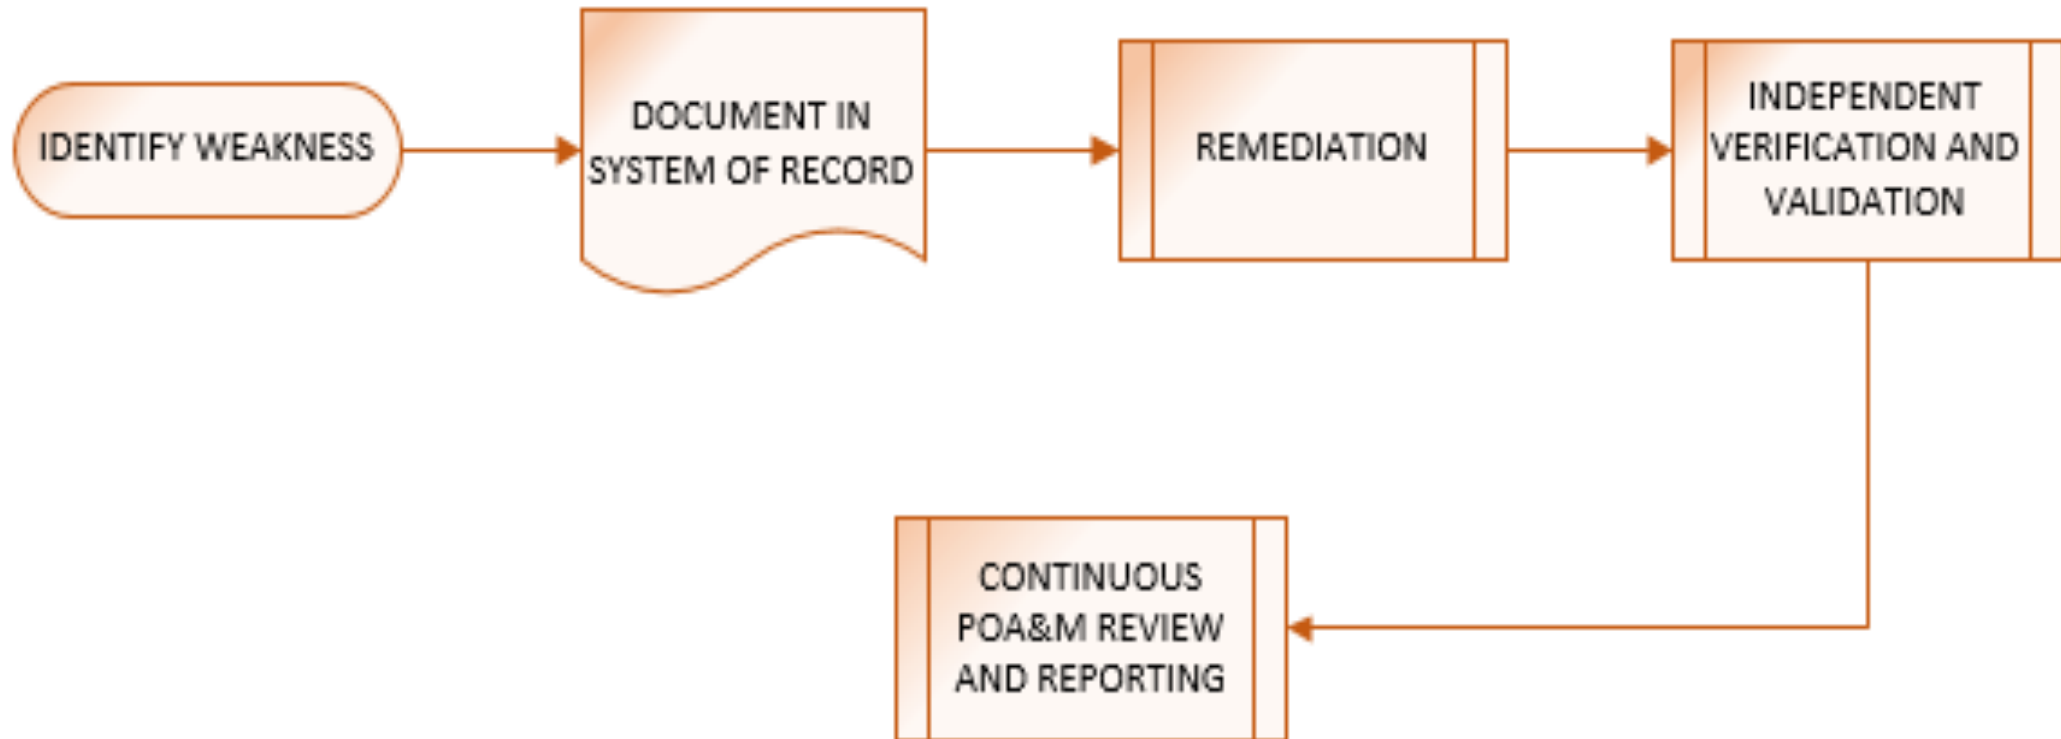 IDENTIFY WEAKNESS
DOCUMENT IN
SYSTEM OF RECORD
REMEDIATION
INDEPENDENT
VERIFICATION AND
VALIDATION
CONTINUOUS
POA&M REVIEW
AND REPORTING